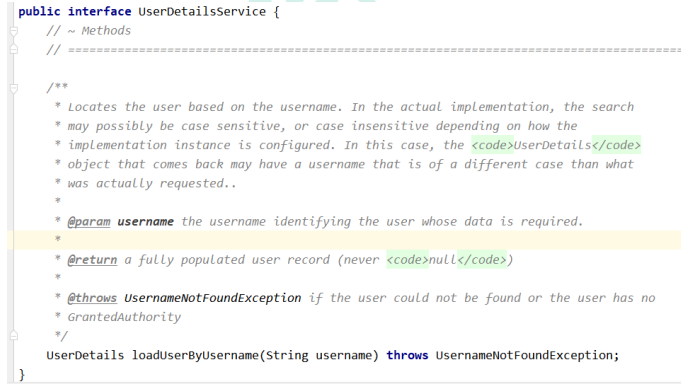 public interface UserDetailsService {
// ~ Methods
// ========================================================================================
/**
* Locates the user based on the username. In the actual implementation, the search
* may possibly be case sensitive, or case insensitive depending on how the
* implementation instance is configured. In this case, the <code>UserDetails</code>
* object that comes back may have a username that is of a different case than what
* was actually requested..
*
* @param username the username identifying the user whose data is required.
*
* @return a fully populated user record (never <code>null</code>)
*
* @throws UsernameNotFoundException if the user could not be found or the user has no
* GrantedAuthority
*/
UserDetails loadUserByUsername(String username) throws UsernameNotFoundException;
}